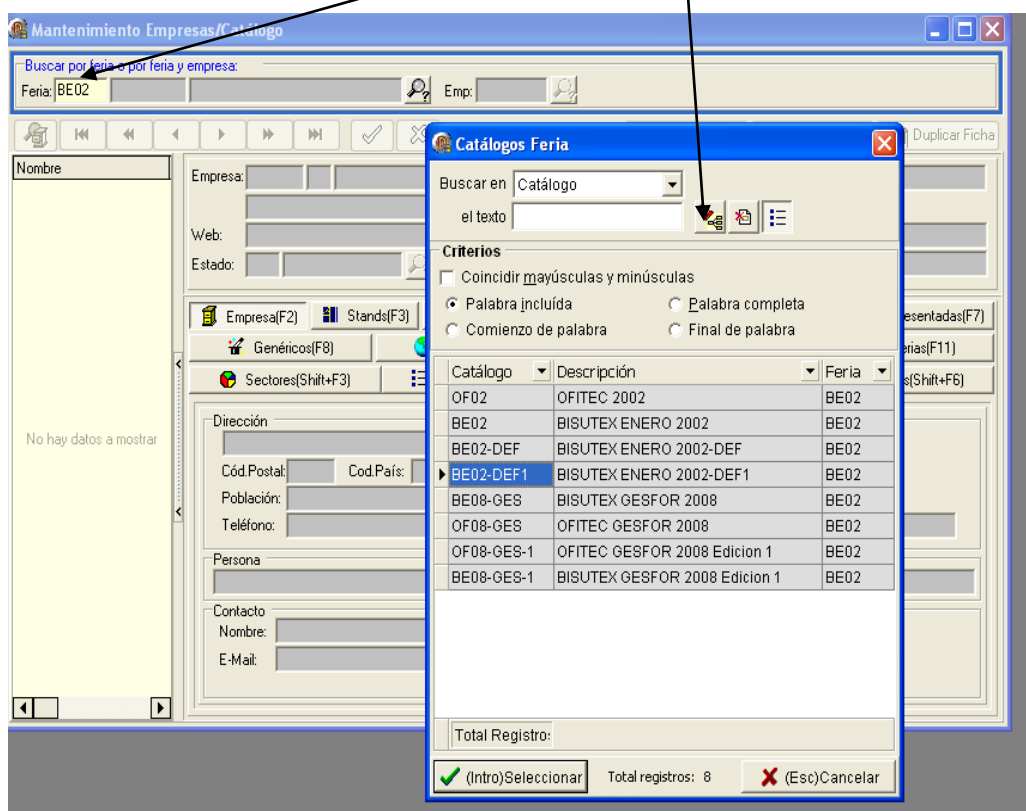 Mantenimiento Empresas/Catálogo
Buscar por feria o por feria y empresa:
Feria: BE02 Emp:
Duplicar Ficha
Nombre
No hay datos a mostrar
Empresa:
Web:
Estado:
Empresa(F2) Stands(F3) esentadas(F7)
Genéricos(F8) erias(F11)
Sectores(Shift+F3) s(Shift+F6)
Dirección
Cód.Postal: Cod.País:
Población:
Teléfono:
Persona
Contacto
Nombre:
E-Mail:
Catálogos Feria
Buscar en Catálogo
el texto
Criterios
Coincidir mayúsculas y minúsculas
Palabra incluída Palabra completa
Comienzo de palabra Final de palabra
Catálogo Descripción Feria
OF02 OFITEC 2002 BE02
BE02 BISUTEX ENERO 2002 BE02
BE02-DEF BISUTEX ENERO 2002-DEF BE02
BE02-DEF1 BISUTEX ENERO 2002-DEF1 BE02
BE08-GES BISUTEX GESFOR 2008 BE02
OF08-GES OFITEC GESFOR 2008 BE02
OF08-GES-1 OFITEC GESFOR 2008 Edicion 1 BE02
BE08-GES-1 BISUTEX GESFOR 2008 Edicion 1 BE02
Total Registro:
(Intro)Seleccionar Total registros: 8 (Esc)Cancelar